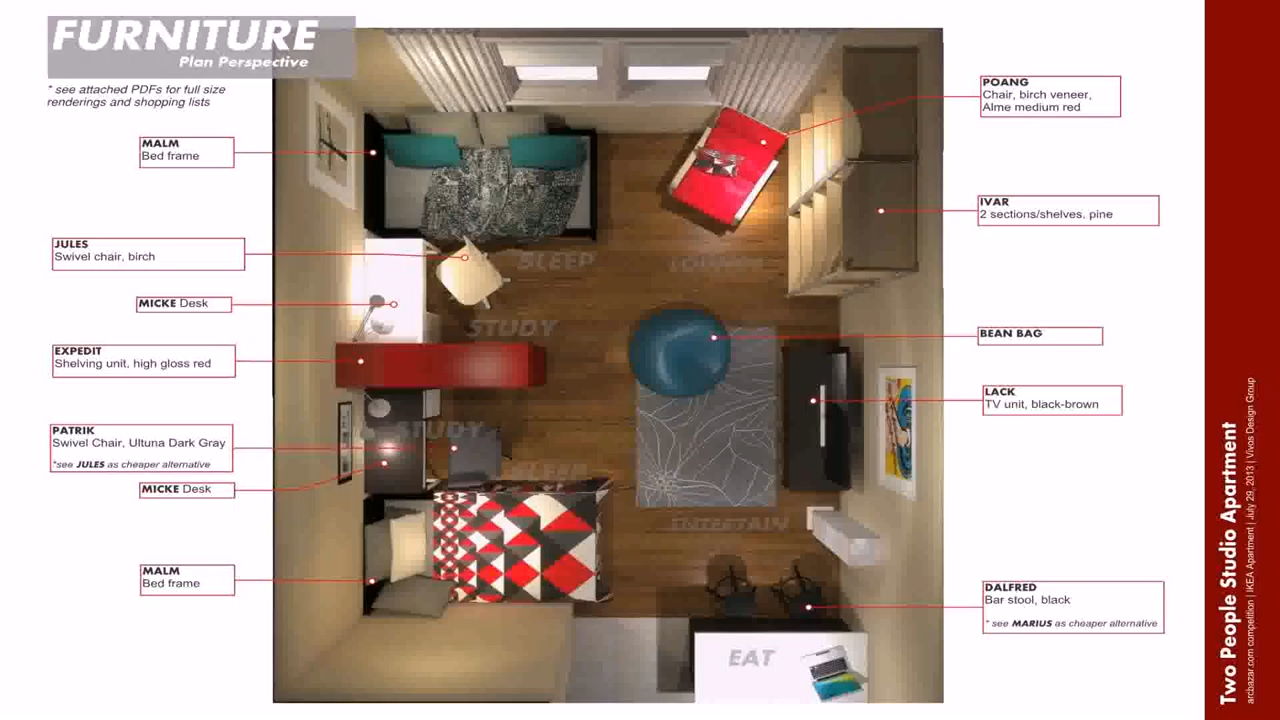 FURNITURE
Plan Perspective
* see attached PDFs for full size
renderings and shopping lists
MALM
Bed frame
JULES
Swivel chair, birch
MICKE Desk
EXPEDIT
Shelving unit, high gloss red
PATRIK
Swivel Chair, Ultuna Dark Gray
*see JULES as cheaper alternative
MICKE Desk
MALM
Bed frame
SLEEP
STUDY
STUDY
SLEEP
ENTERTAIN
EAT
POANG
Chair, birch veneer,
Alme medium red
IVAR
2 sections/shelves. pine
BEAN BAG
LACK
TV unit, black-brown
DALFRED
Bar stool, black
* see MARIUS as cheaper alternative
Two People Studio Apartment
arcbazar.com competition | IKEA Apartment | July 29, 2013 | Vivos Design Group